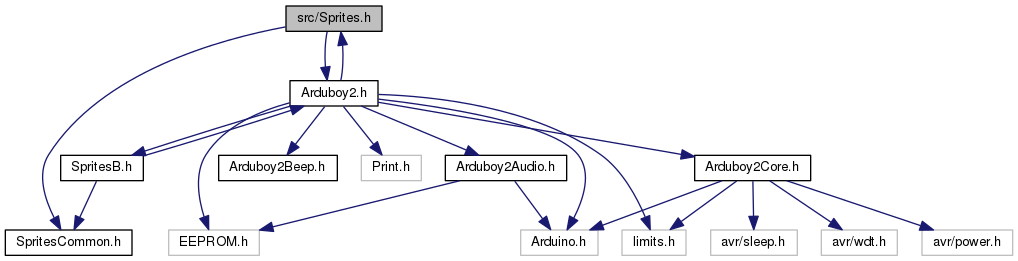 src/Sprites.h
Arduboy2.h
SpritesB.h
Arduboy2Beep.h
Print.h
Arduboy2Audio.h
Arduboy2Core.h
SpritesCommon.h
EEPROM.h
Arduino.h
limits.h
avr/sleep.h
avr/wdt.h
avr/power.h